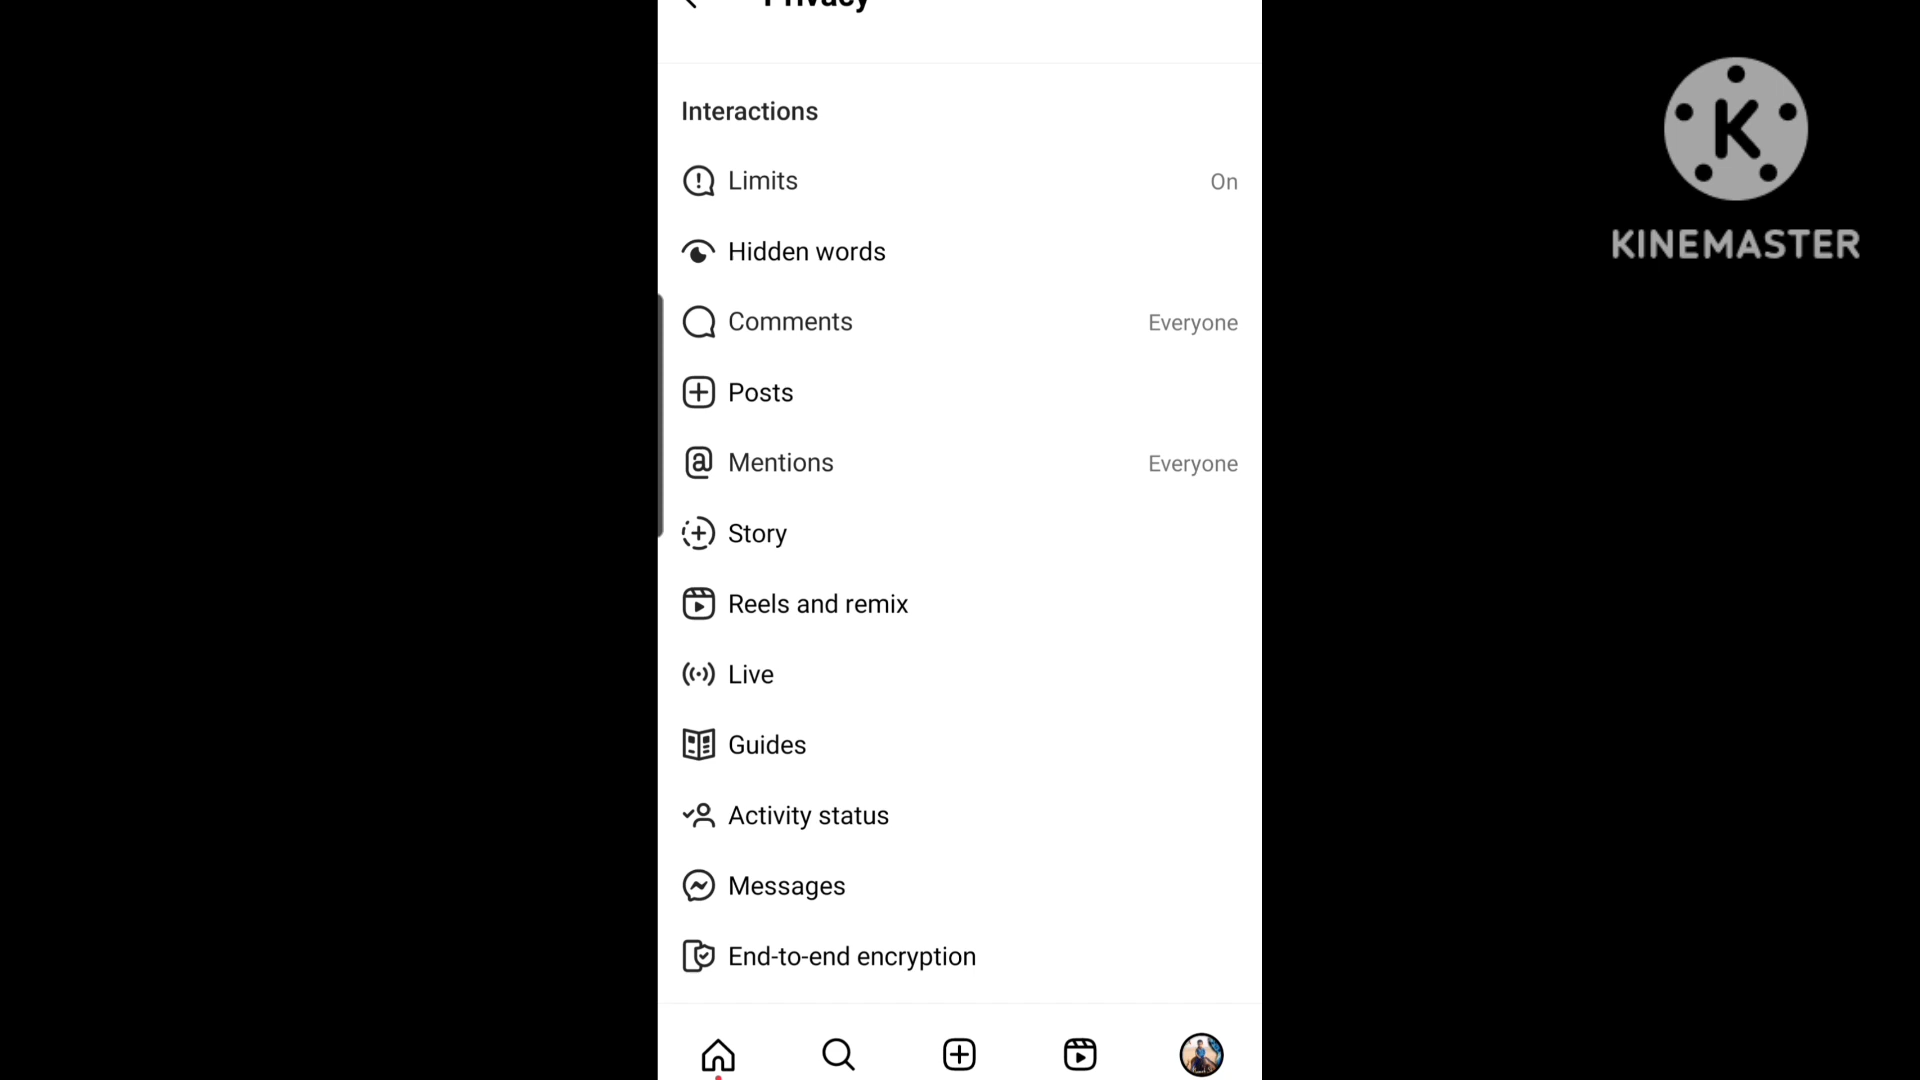 Privacy
Interactions
Limits On
Hidden words
Comments Everyone
Posts
Mentions Everyone
Story
Reels and remix
Live
Guides
Activity status
Messages
End-to-end encryption
K
KINEMASTER